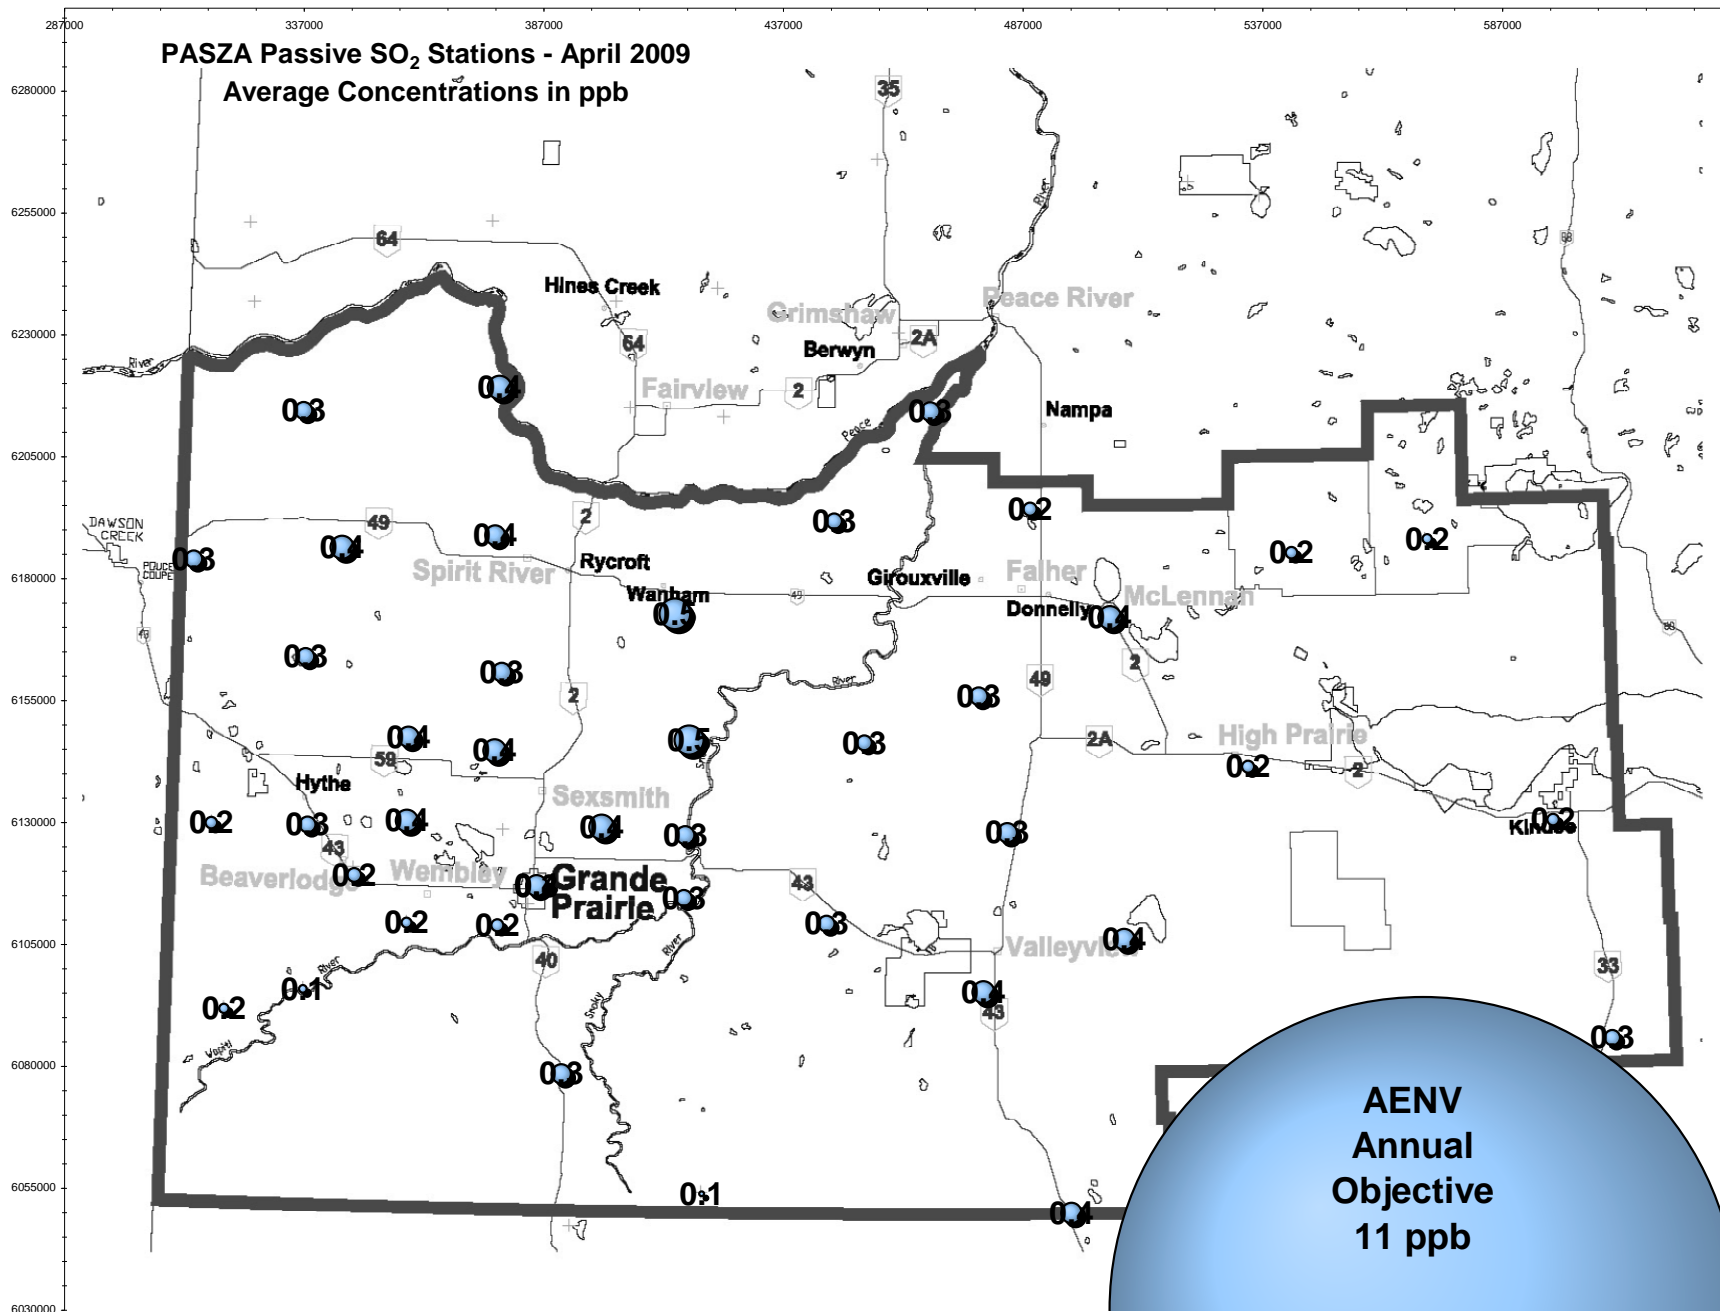 287000 337000 387000 437000 487000 537000 587000
PASZA Passive SO₂ Stations - April 2009
Average Concentrations in ppb
6280000
35
6255000
River
64
Hines Creek
Peace River
Grimshaw
6230000
64
2A
Berwyn
River
Fairview
2
0.4
0.3
0.3
Nampa
Peace
6205000
0.2
49
2
0.3
DAWSON
CREEK
0.4
0.4
0.2
0.2
0.3
Rycroft
POUCE
COUPE
Spirit River
Girouxville
Falher
6180000
Wanham
49
Donnelly
McLennan
0.5
0.4
43
0.3
0.3
2
River
49
2
0.3
6155000
0.4
0.4
0.5
0.3
2A
High Prairie
59
0.2
2
Hythe
Sexsmith
0.2
0.3
0.4
0.4
0.3
0.3
0.2
Kinuso
6130000
43
Beaverlodge
0.2
Wembley
Grande
Prairie
43
0.3
0.2
0.2
0.3
0.4
6105000
40
River
Valleyview
33
River
0.1
0.2
0.4
43
Smoky
Wapiti
0.3
0.3
6080000
AENV
Annual
Objective
11 ppb
6055000
0.1
0.4
6030000